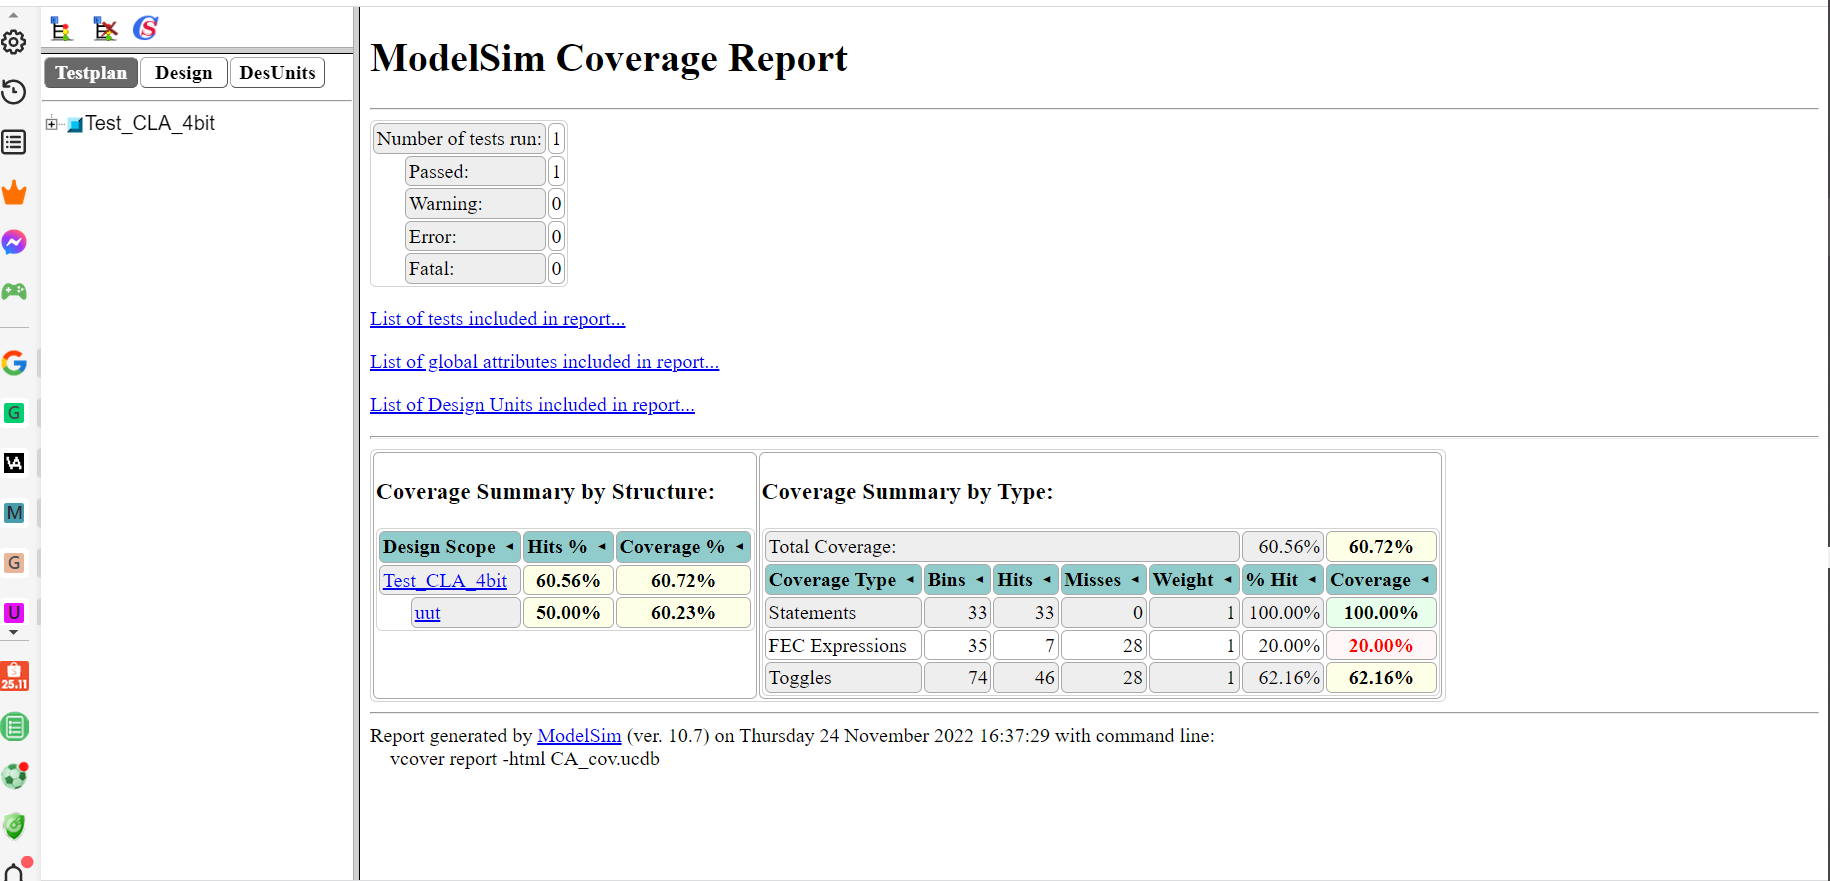 Testplan Design DesUnits
Test_CLA_4bit
ModelSim Coverage Report
Number of tests run: 1
Passed: 1
Warning: 0
Error: 0
Fatal: 0
List of tests included in report...
List of global attributes included in report...
List of Design Units included in report...
Coverage Summary by Structure:
Design Scope Hits % Coverage %
Test_CLA_4bit 60.56% 60.72%
uut 50.00% 60.23%
Coverage Summary by Type:
Total Coverage: 60.56% 60.72%
Coverage Type Bins Hits Misses Weight % Hit Coverage
Statements 33 33 0 1 100.00% 100.00%
FEC Expressions 35 7 28 1 20.00% 20.00%
Toggles 74 46 28 1 62.16% 62.16%
Report generated by ModelSim (ver. 10.7) on Thursday 24 November 2022 16:37:29 with command line:
vcover report -html CA_cov.ucdb
G
VA
M
G
U
25.11